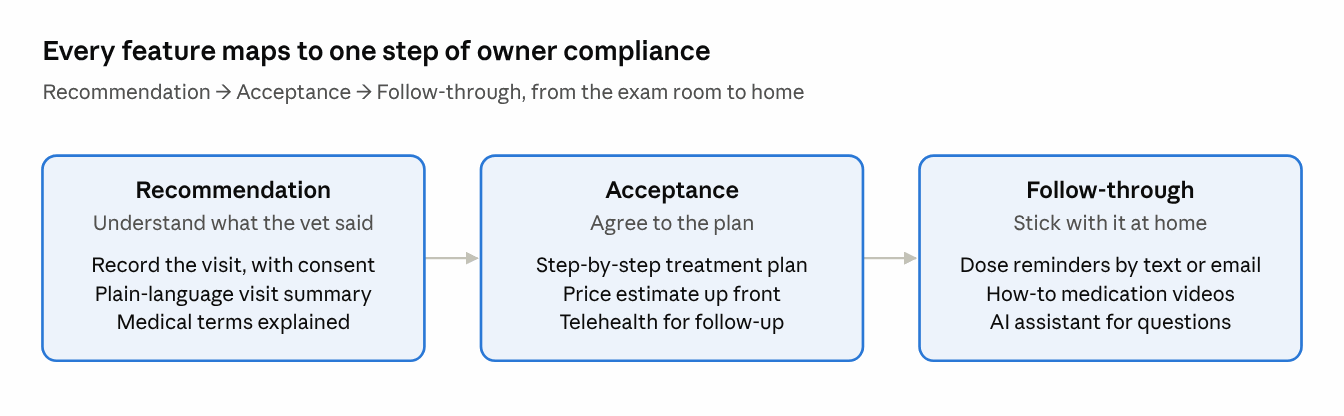 Every feature maps to one step of owner compliance
Recommendation → Acceptance → Follow-through, from the exam room to home
Recommendation
Understand what the vet said
Record the visit, with consent
Plain-language visit summary
Medical terms explained
Acceptance
Agree to the plan
Step-by-step treatment plan
Price estimate up front
Telehealth for follow-up
Follow-through
Stick with it at home
Dose reminders by text or email
How-to medication videos
AI assistant for questions